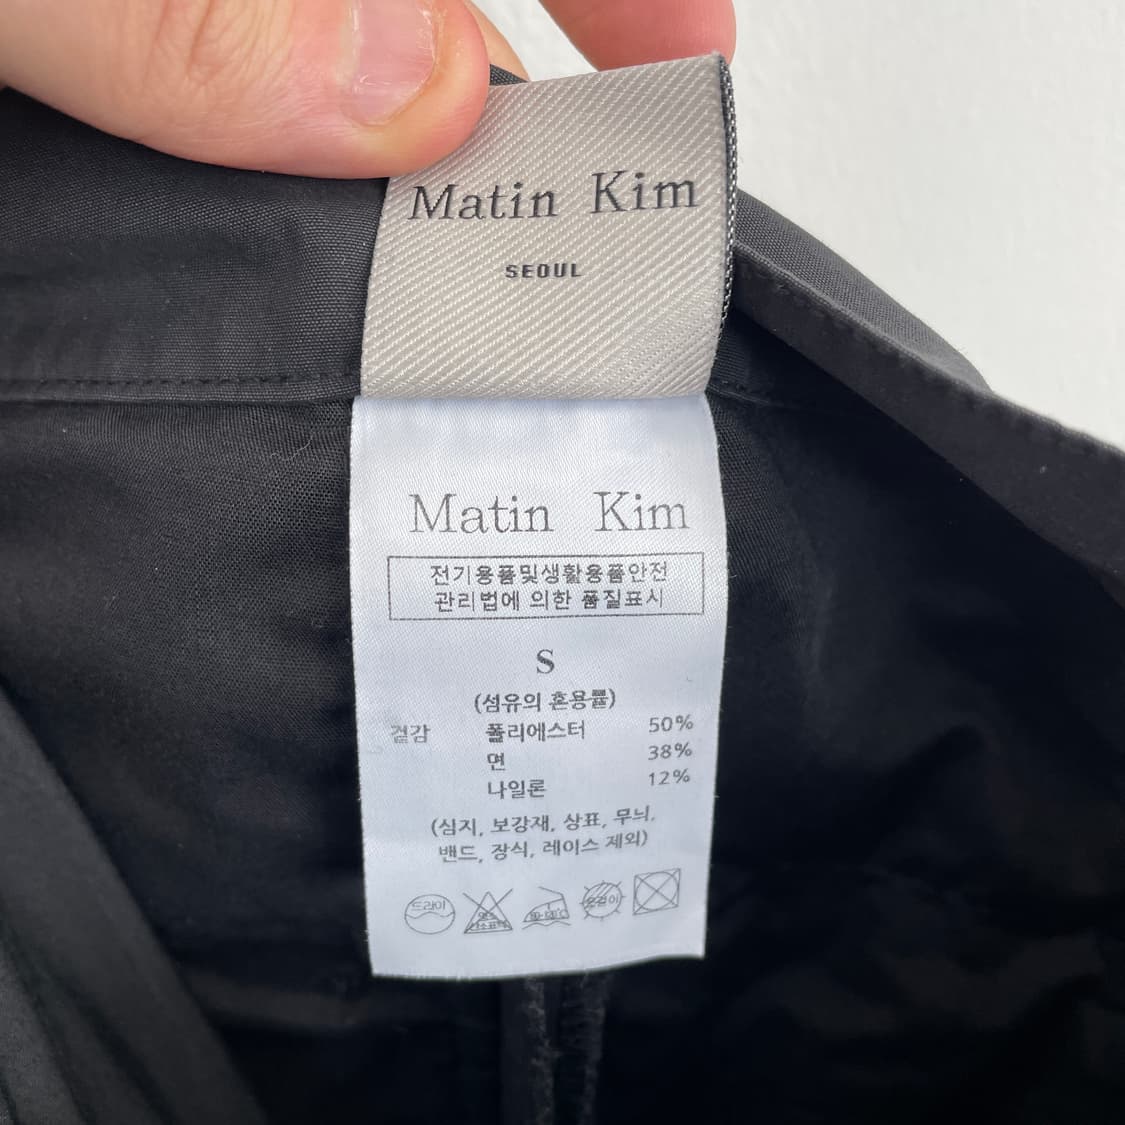 Matin Kim
SEOUL
Matin Kim
전기용품및생활용품안전
관리법에 의한 품질표시
S
(섬유의 혼용률)
겉감 폴리에스터 50%
면 38%
나일론 12%
(심지, 보강재, 상표, 무늬,
밴드, 장식, 레이스 제외)
드라이